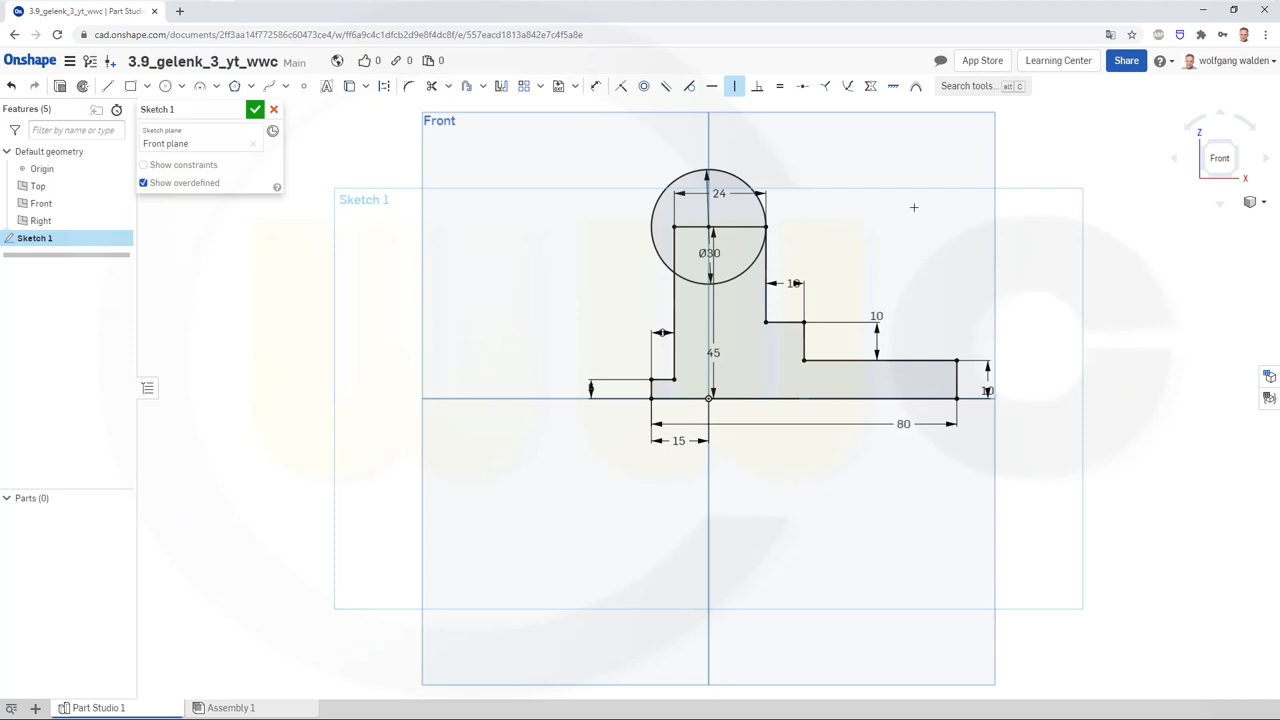 3.9_gelenk_3_yt_wwc | Part Studio 1
cad.onshape.com/documents/2ff3aa14f772586c60473ce4/w/ff6a9c4c1dfcb2d9e8f4dc8f/e/557eacd1813a842e7c4f5a8e
Onshape
3.9_gelenk_3_yt_wwc
Main
0
0
App Store
Learning Center
Share
wolfgang walden
Search tools...
alt C
Features (5)
Filter by name or type
Default geometry
Origin
Top
Front
Right
Sketch 1
Parts (0)
Sketch 1
Sketch plane
Front plane
Show constraints
Show overdefined
Front
Sketch 1
24
Ø30
10
45
10
80
15
Z
Front
X
Part Studio 1
Assembly 1